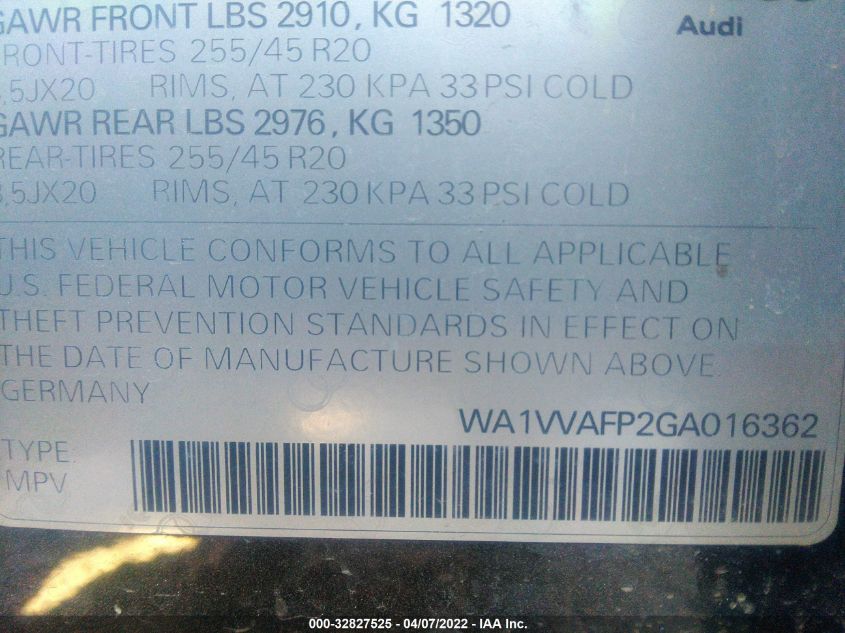 GAWR FRONT LBS 2910, KG 1320
Audi
FRONT-TIRES 255/45 R20
8,5JX20 RIMS, AT 230 KPA 33 PSI COLD
GAWR REAR LBS 2976, KG 1350
REAR-TIRES 255/45 R20
8,5JX20 RIMS, AT 230 KPA 33 PSI COLD
THIS VEHICLE CONFORMS TO ALL APPLICABLE
U.S. FEDERAL MOTOR VEHICLE SAFETY AND
THEFT PREVENTION STANDARDS IN EFFECT ON
THE DATE OF MANUFACTURE SHOWN ABOVE.
GERMANY
WA1VVAFP2GA016362
TYPE:
MPV
000-32827525 - 04/07/2022 - IAA Inc.